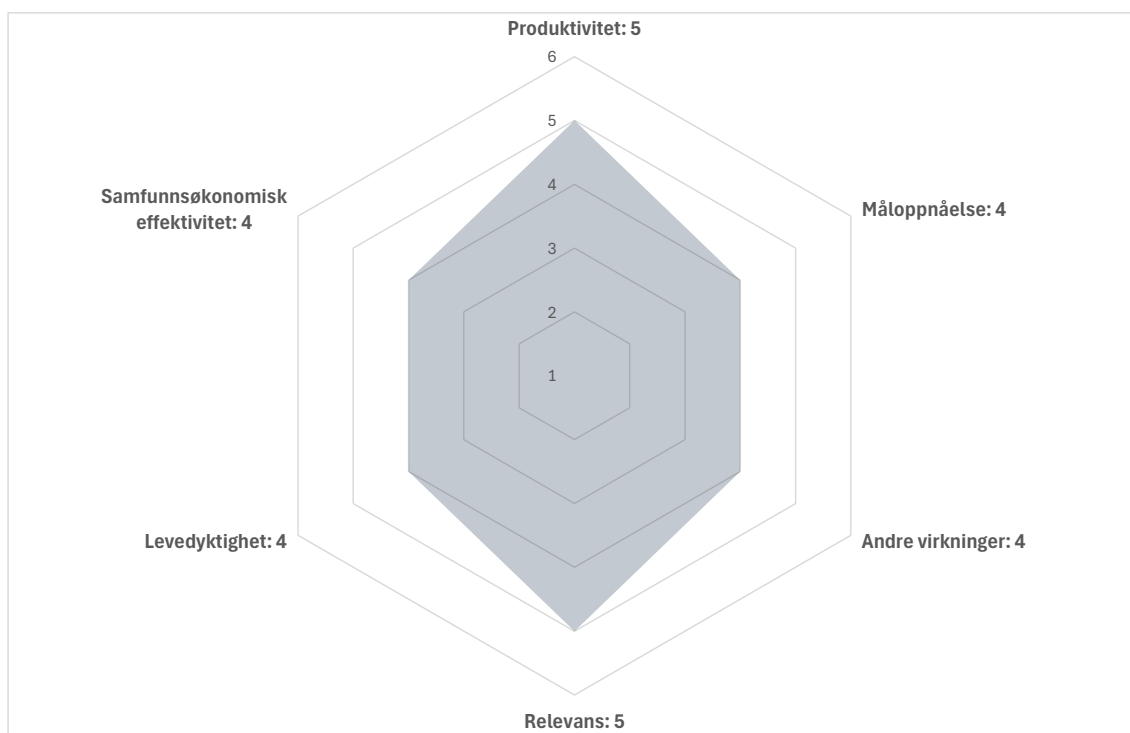 Produktivitet: 5
6
5
4
3
2
1
Samfunnsøkonomisk
effektivitet: 4
Måloppnåelse: 4
Levedyktighet: 4
Andre virkninger: 4
Relevans: 5